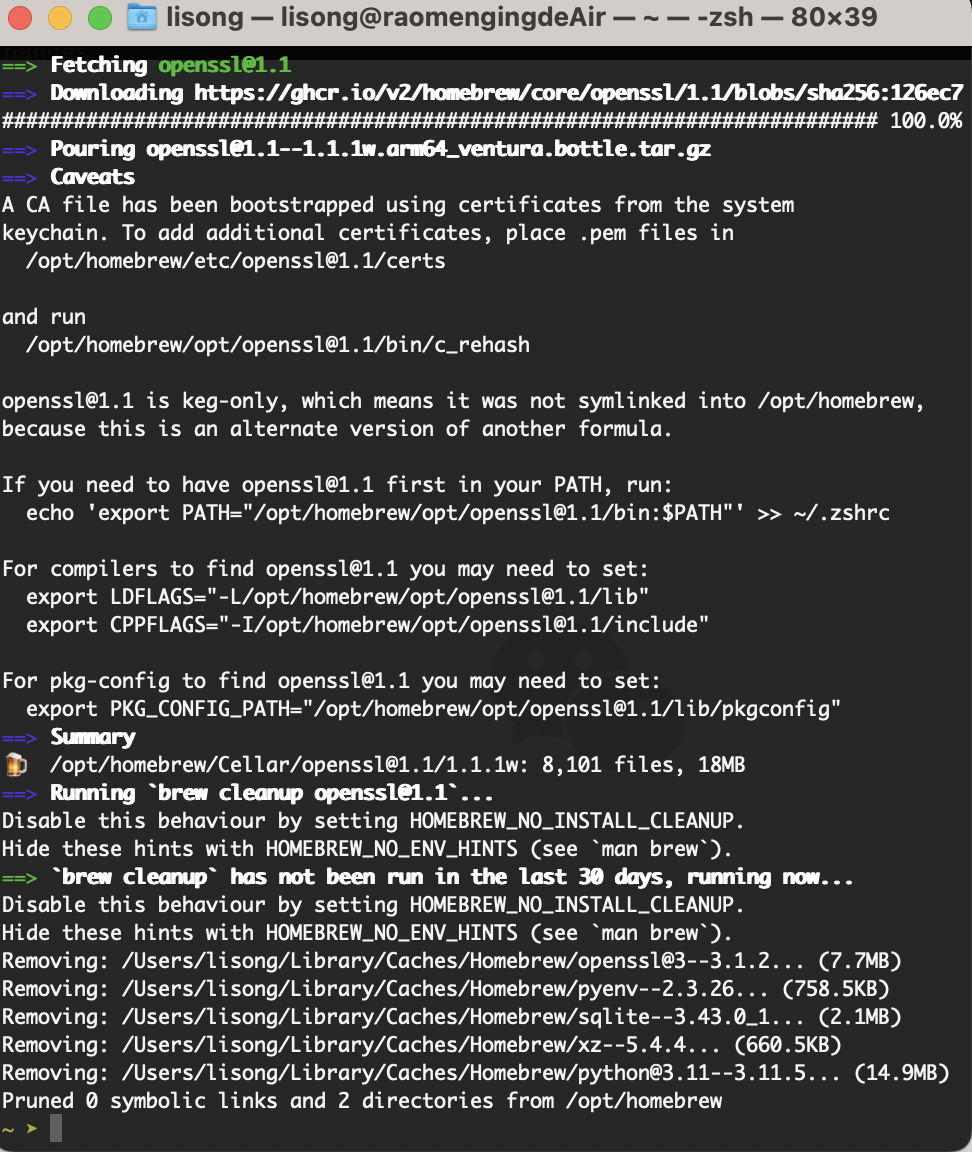 lisong — lisong@raomengingdeAir — ~ — -zsh — 80×39
==> Fetching openssl@1.1
==> Downloading https://ghcr.io/v2/homebrew/core/openssl/1.1/blobs/sha256:126ec7
######################################################################### 100.0%
==> Pouring openssl@1.1--1.1.1w.arm64_ventura.bottle.tar.gz
==> Caveats
A CA file has been bootstrapped using certificates from the system
keychain. To add additional certificates, place .pem files in
  /opt/homebrew/etc/openssl@1.1/certs

and run
  /opt/homebrew/opt/openssl@1.1/bin/c_rehash

openssl@1.1 is keg-only, which means it was not symlinked into /opt/homebrew,
because this is an alternate version of another formula.

If you need to have openssl@1.1 first in your PATH, run:
  echo 'export PATH="/opt/homebrew/opt/openssl@1.1/bin:$PATH"' >> ~/.zshrc

For compilers to find openssl@1.1 you may need to set:
  export LDFLAGS="-L/opt/homebrew/opt/openssl@1.1/lib"
  export CPPFLAGS="-I/opt/homebrew/opt/openssl@1.1/include"

For pkg-config to find openssl@1.1 you may need to set:
  export PKG_CONFIG_PATH="/opt/homebrew/opt/openssl@1.1/lib/pkgconfig"
==> Summary
🍺  /opt/homebrew/Cellar/openssl@1.1/1.1.1w: 8,101 files, 18MB
==> Running `brew cleanup openssl@1.1`...
Disable this behaviour by setting HOMEBREW_NO_INSTALL_CLEANUP.
Hide these hints with HOMEBREW_NO_ENV_HINTS (see `man brew`).
==> `brew cleanup` has not been run in the last 30 days, running now...
Disable this behaviour by setting HOMEBREW_NO_INSTALL_CLEANUP.
Hide these hints with HOMEBREW_NO_ENV_HINTS (see `man brew`).
Removing: /Users/lisong/Library/Caches/Homebrew/openssl@3--3.1.2... (7.7MB)
Removing: /Users/lisong/Library/Caches/Homebrew/pyenv--2.3.26... (758.5KB)
Removing: /Users/lisong/Library/Caches/Homebrew/sqlite--3.43.0_1... (2.1MB)
Removing: /Users/lisong/Library/Caches/Homebrew/xz--5.4.4... (660.5KB)
Removing: /Users/lisong/Library/Caches/Homebrew/python@3.11--3.11.5... (14.9MB)
Pruned 0 symbolic links and 2 directories from /opt/homebrew
~ ➤